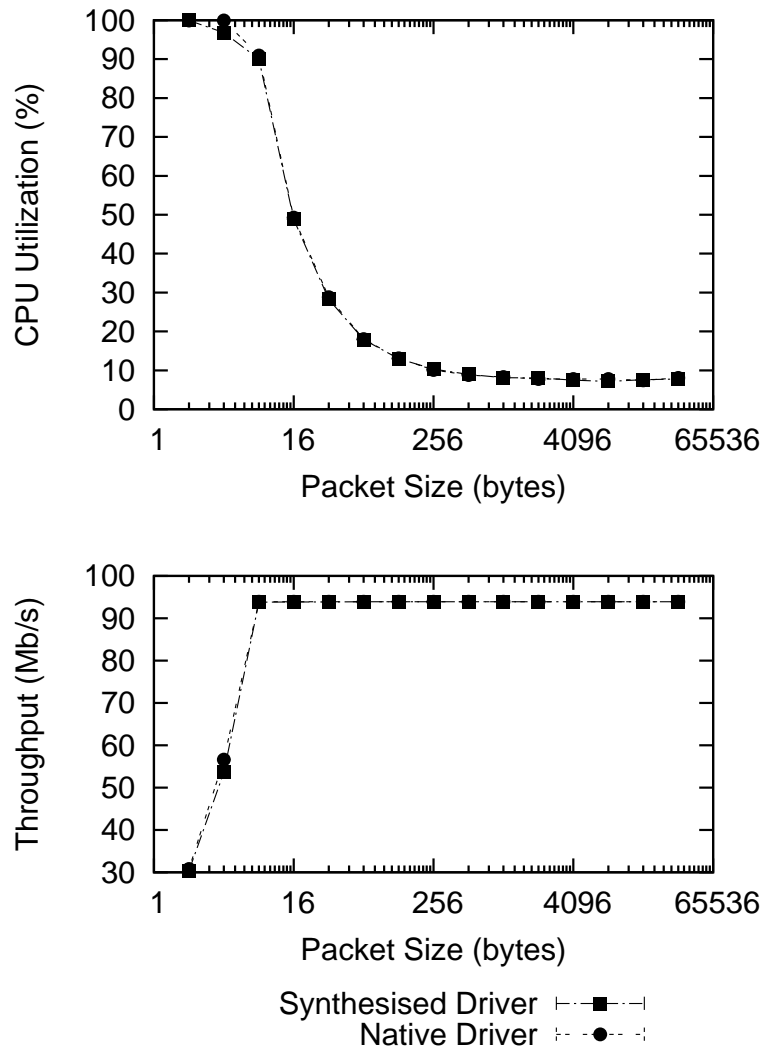 100
90
80
70
60
50
40
30
20
10
0
CPU Utilization (%)
1 16 256 4096 65536
Packet Size (bytes)
100
90
80
70
60
50
40
30
Throughput (Mb/s)
1 16 256 4096 65536
Packet Size (bytes)
Synthesised Driver
Native Driver